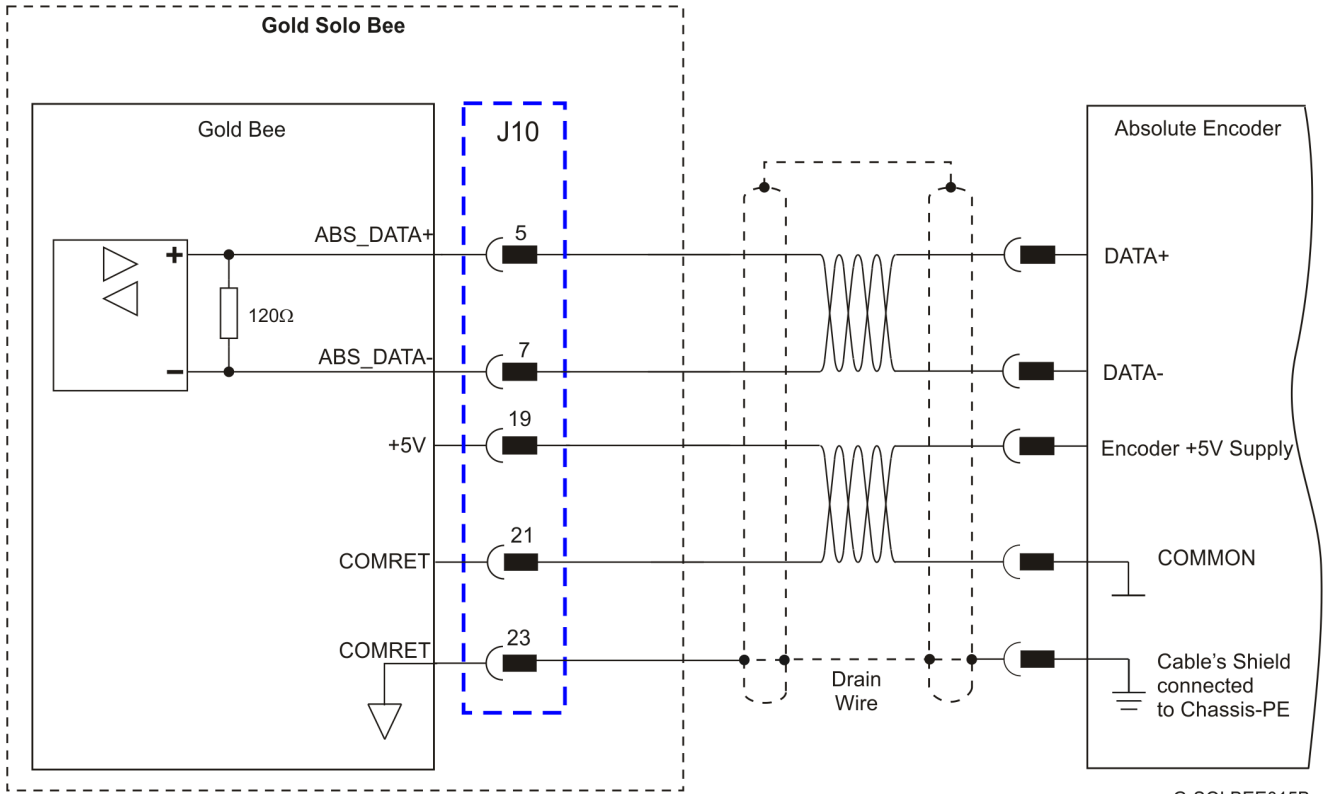 Gold Solo Bee
Gold Bee
J10
Absolute Encoder
ABS_DATA+
5
+
DATA+
120Ω
ABS_DATA-
7
-
DATA-
19
+5V
Encoder +5V Supply
21
COMRET
COMMON
23
COMRET
Drain
Wire
Cable's Shield
connected
to Chassis-PE